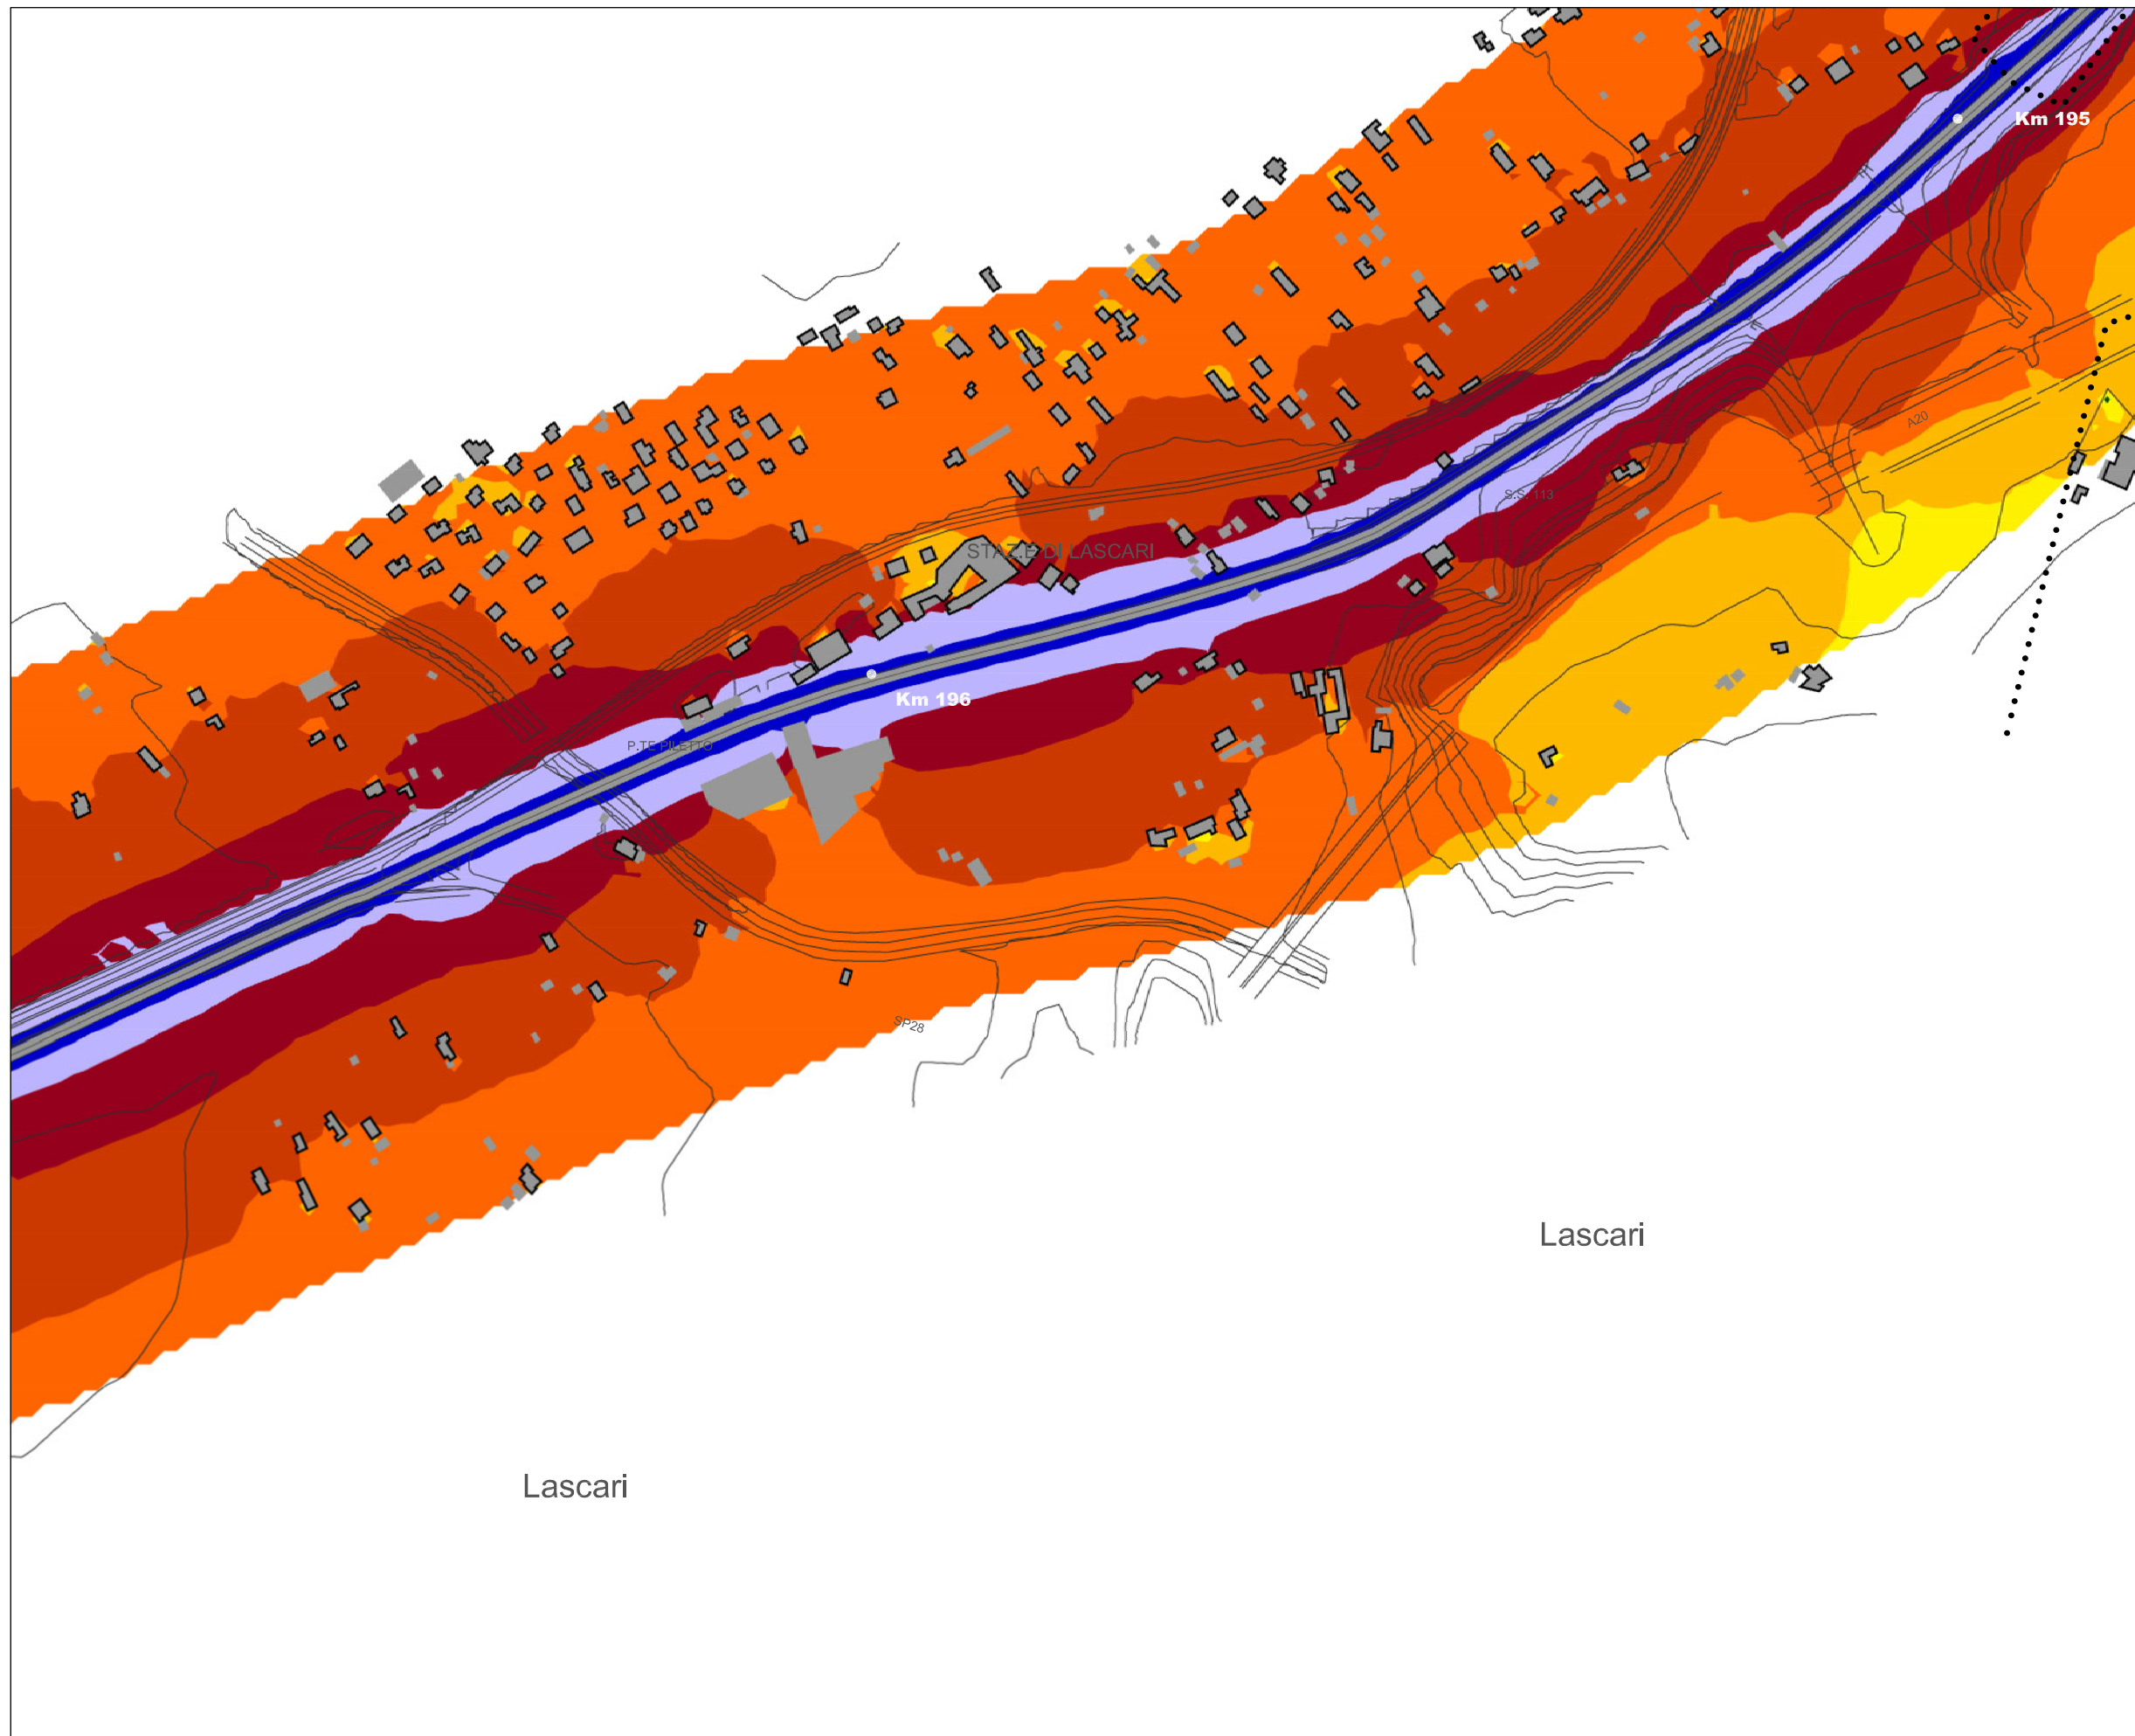 Km 195
A20
S.S. 113
STAZ.E DI LASCARI
Km 196
P.TE PILETTO
SP28
Lascari
Lascari